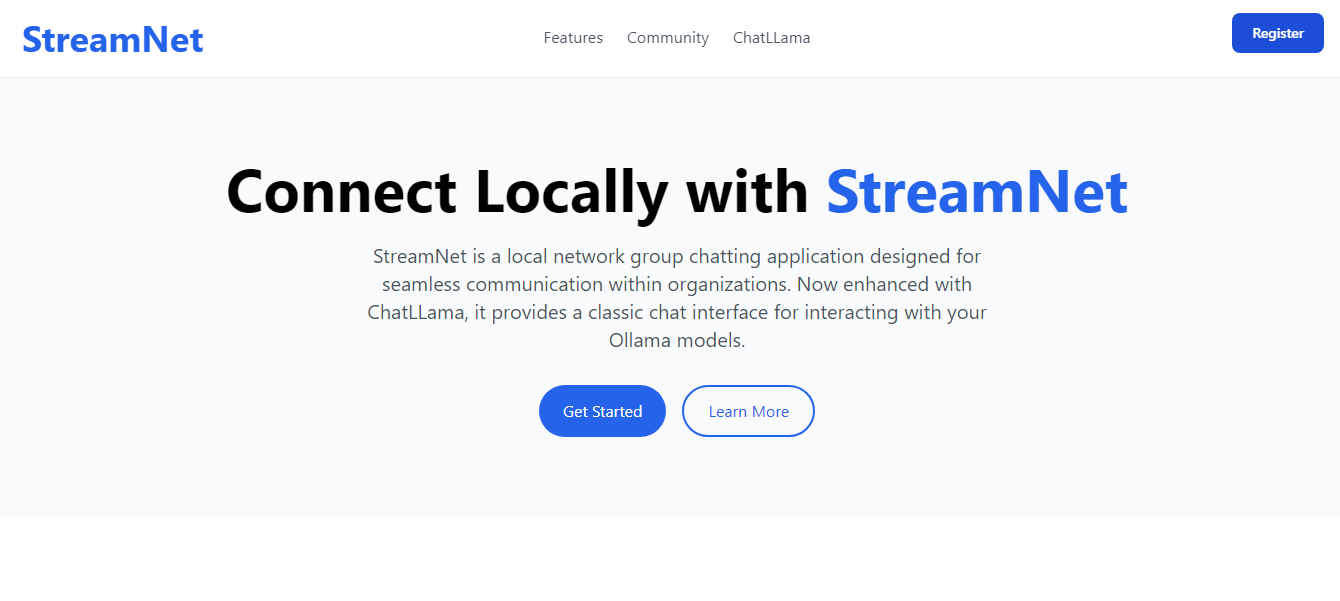 StreamNet
Features Community ChatLLama
Register
Connect Locally with StreamNet
StreamNet is a local network group chatting application designed for
seamless communication within organizations. Now enhanced with
ChatLLama, it provides a classic chat interface for interacting with your
Ollama models.
Get Started
Learn More